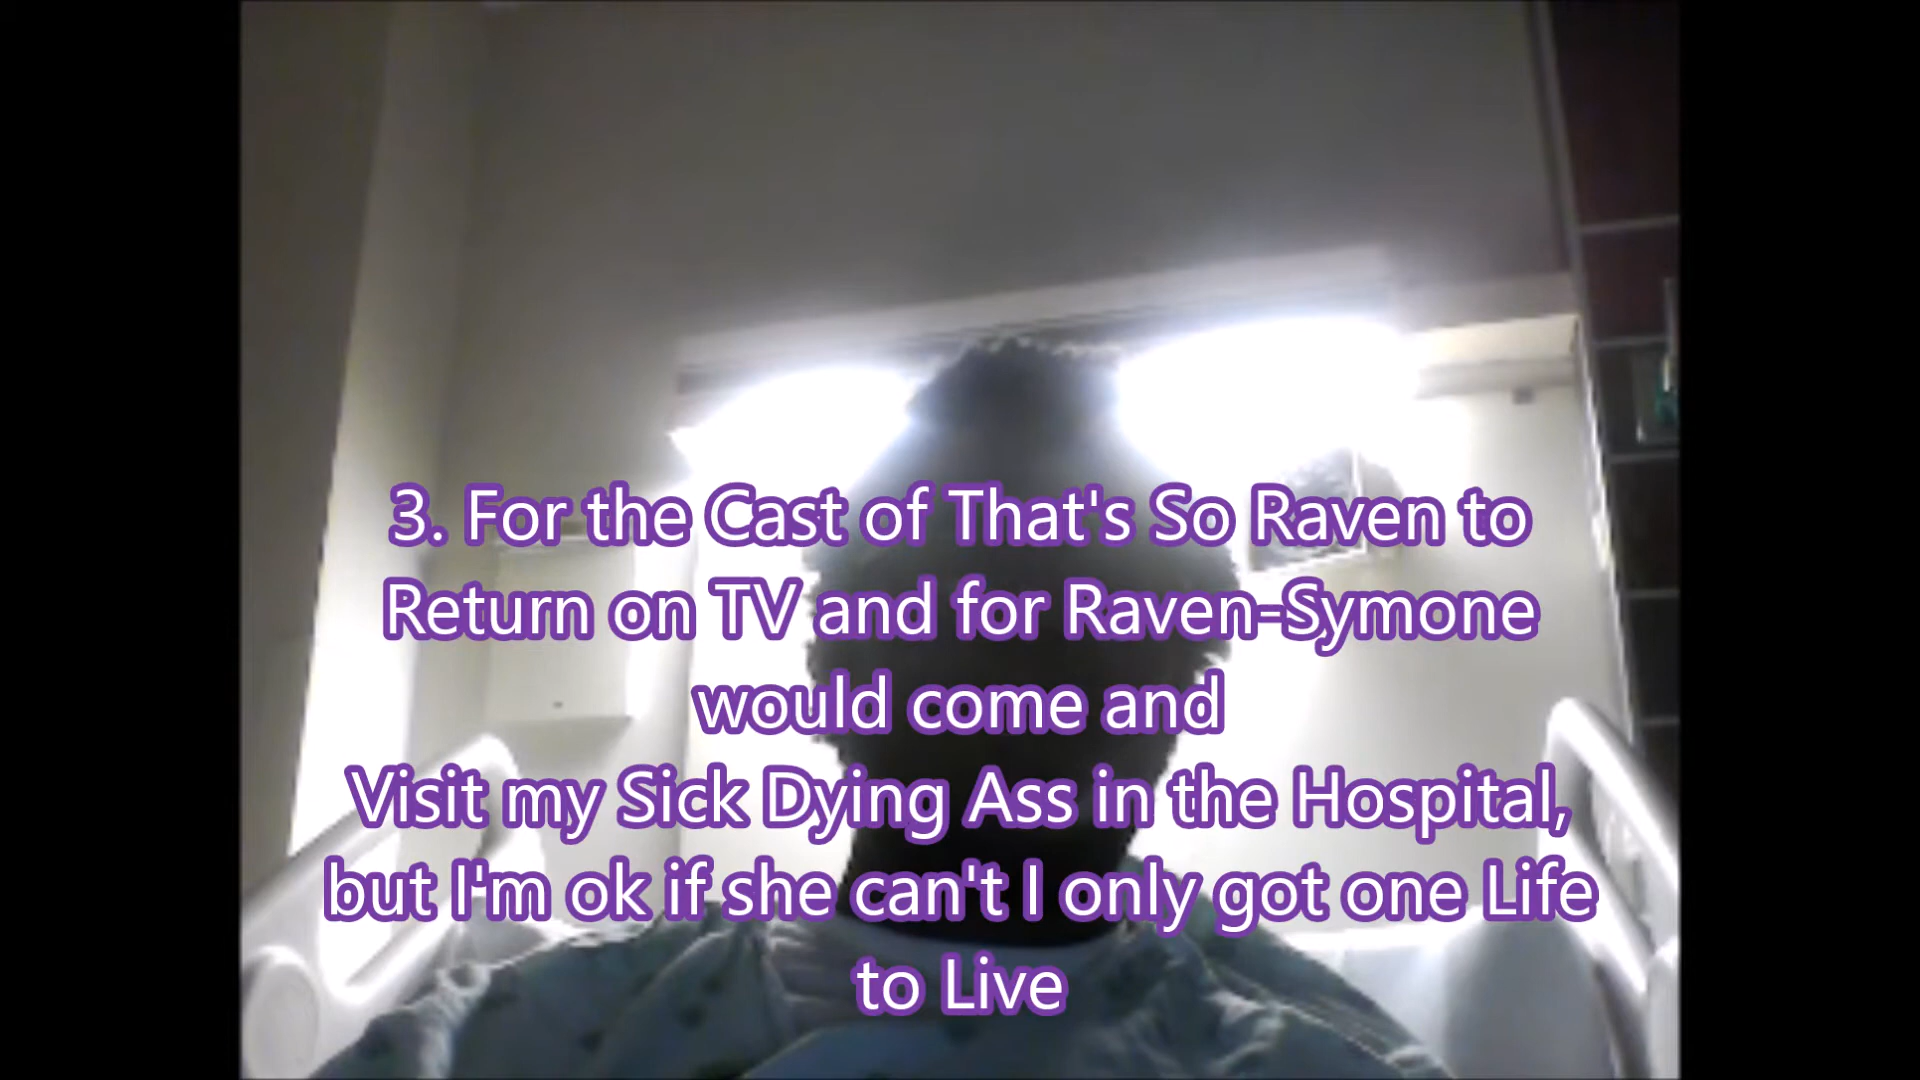 3. For the Cast of That's So Raven to
Return on TV and for Raven-Symone
would come and
Visit my Sick Dying Ass in the Hospital,
but I'm ok if she can't I only got one Life
to Live